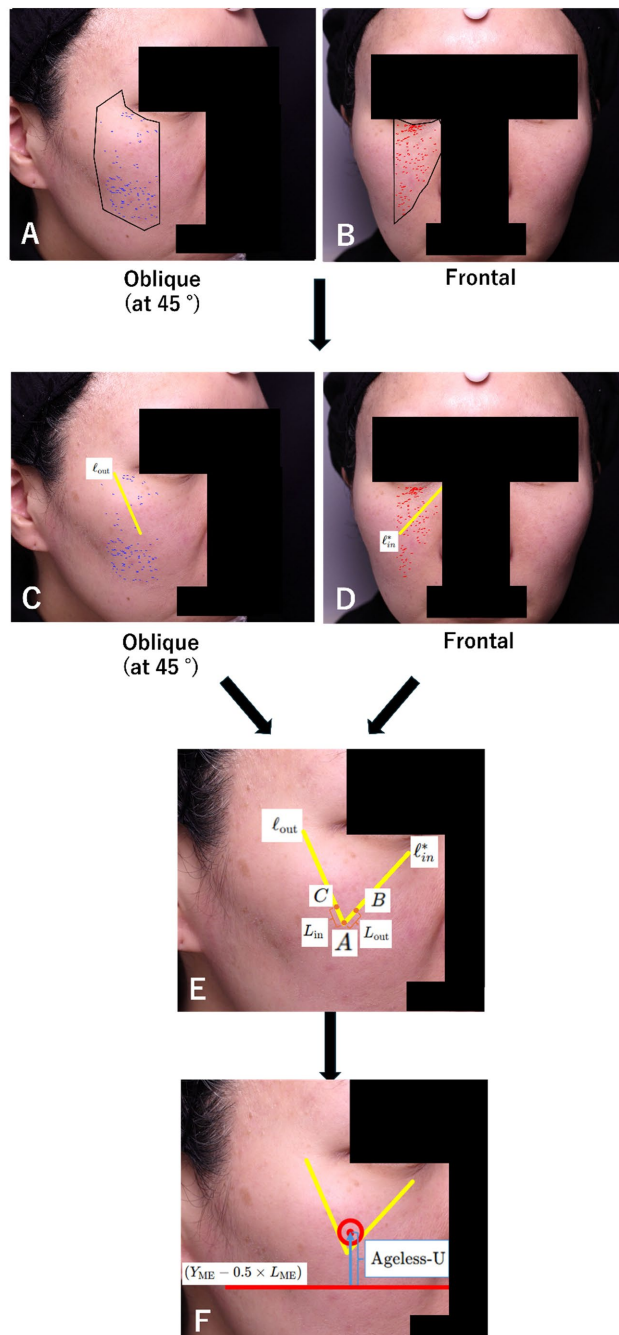 A
B
Oblique
(at 45 °)
Frontal
ℓout
ℓ*in
C
D
Oblique
(at 45 °)
Frontal
ℓout
ℓ*in
C
B
Lin
A
Lout
E
(YME − 0.5 × LME)
Ageless-U
F